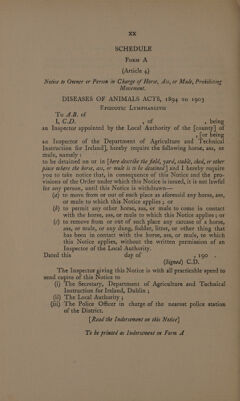 xx
SCHEDULE
Form A
(Article 4)
Notice to Owner or Person in Charge of Horse, Ass, or Mule, Prohibiting
Movement.
DISEASES OF ANIMALS ACTS, 1894 to 1903
Epizootic Lymphangitis
To A.B. of
I, C.D. of , being
an Inspector appointed by the Local Authority of the [county] of
, [or being
an Inspector of the Department of Agriculture and Technical
Instruction for Ireland], hereby require the following horse, ass, or
mule, namely :
to be detained on or in [here describe the field, yard, stable, shed, or other
place where the horse, ass, or mule is to be detained] and I hereby require
you to take notice that, in consequence of this Notice and the pro-
visions of the Order under which this Notice is issued, it is not lawful
for any person, until this Notice is withdrawn—
(a) to move from or out of such place as aforesaid any horse, ass,
or mule to which this Notice applies ; or
(b) to permit any other horse, ass, or mule to come in contact
with the horse, ass, or mule to which this Notice applies ; or
(c) to remove from or out of such place any carcase of a horse,
ass, or mule, or any dung, fodder, litter, or other thing that
has been in contact with the horse, ass, or mule, to which
this Notice applies, without the written permission of an
Inspector of the Local Authority.
Dated this day of , 190 .
(Signed) C.D.
The Inspector giving this Notice is with all practicable speed to
send copies of this Notice to
(i) The Secretary, Department of Agriculture and Technical
Instruction for Ireland, Dublin ;
(ii) The Local Authority ;
(iii) The Police Officer in charge of the nearest police station
of the District.
[Read the Indorsement on this Notice]
To be printed as Indorsement on Form A